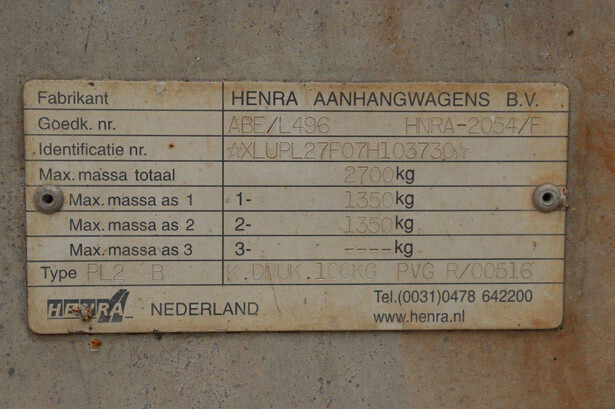 Fabrikant HENRA AANHANGWAGENS B.V.
Goedk. nr. ABE/L496 HNRA-2054/F
Identificatie nr. ☆XLUPL27F07H103730☆
Max. massa totaal 2700kg
Max. massa as 1 1- 1350kg
Max. massa as 2 2- 1350kg
Max. massa as 3 3- ----kg
Type PL2 B K.DRUK.100KG PVG R/00516
HENRA NEDERLAND Tel.(0031)0478 642200
www.henra.nl